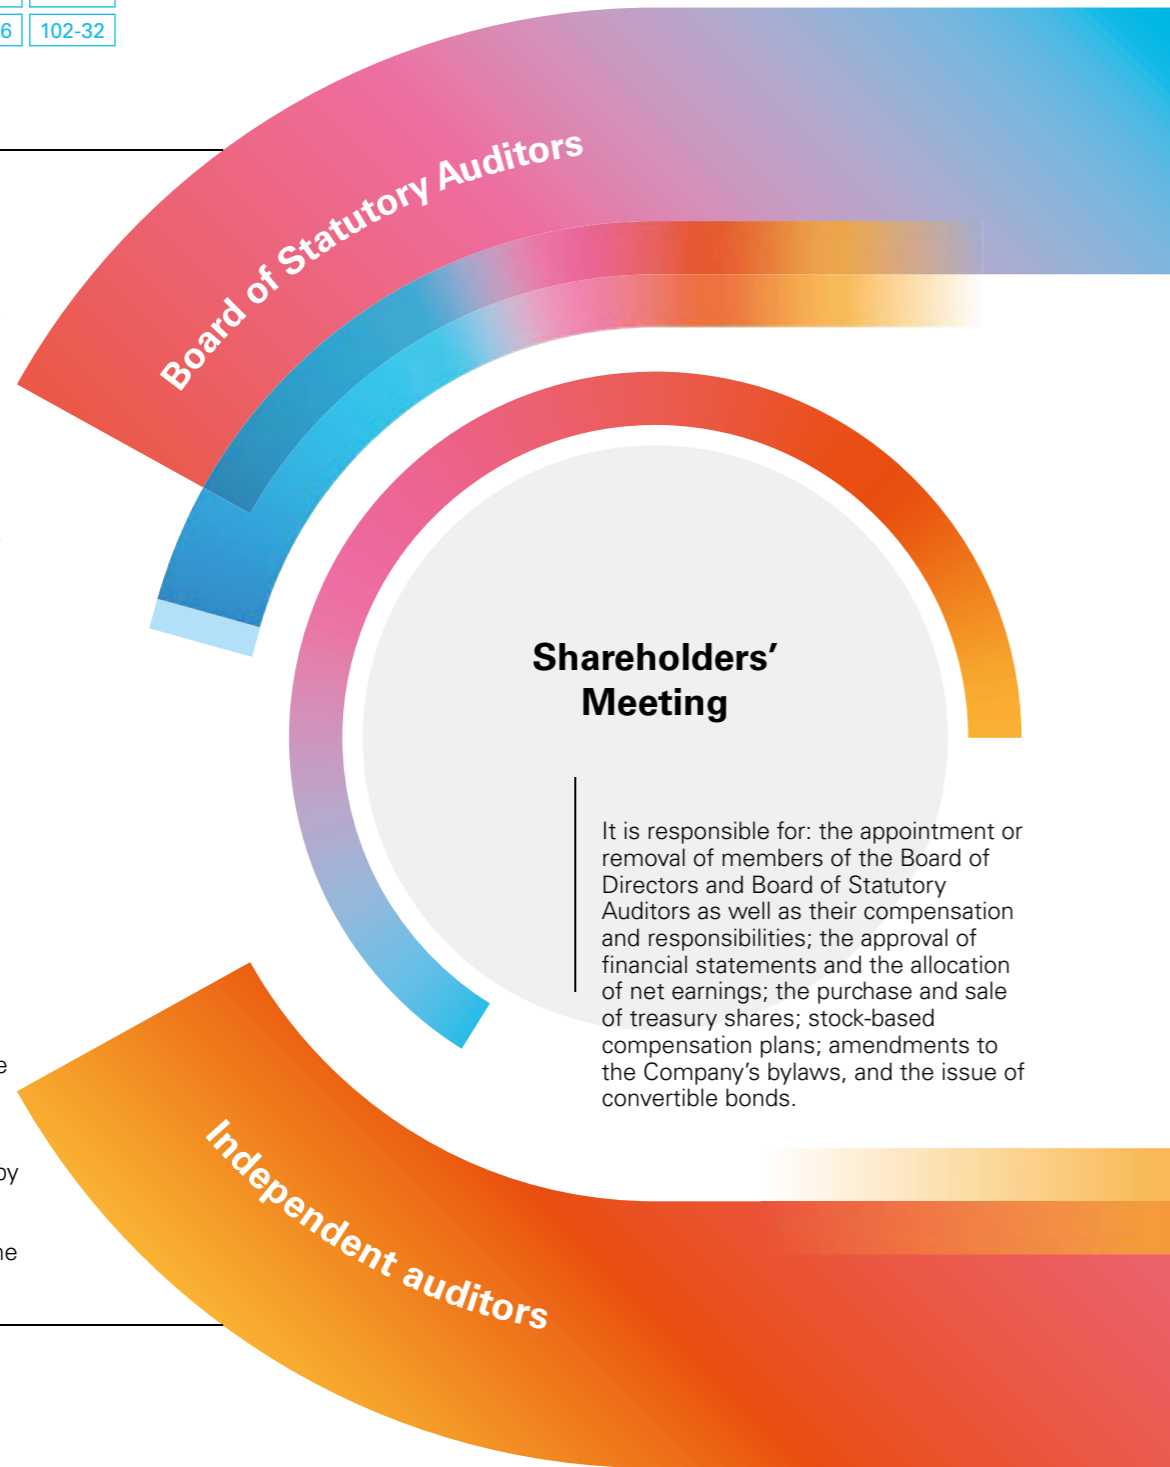 6 102-32
Board of Statutory Auditors
Shareholders’
Meeting
It is responsible for: the appointment or
removal of members of the Board of
Directors and Board of Statutory
Auditors as well as their compensation
and responsibilities; the approval of
financial statements and the allocation
of net earnings; the purchase and sale
of treasury shares; stock-based
compensation plans; amendments to
the Company’s bylaws, and the issue of
convertible bonds.
by
Independent auditors